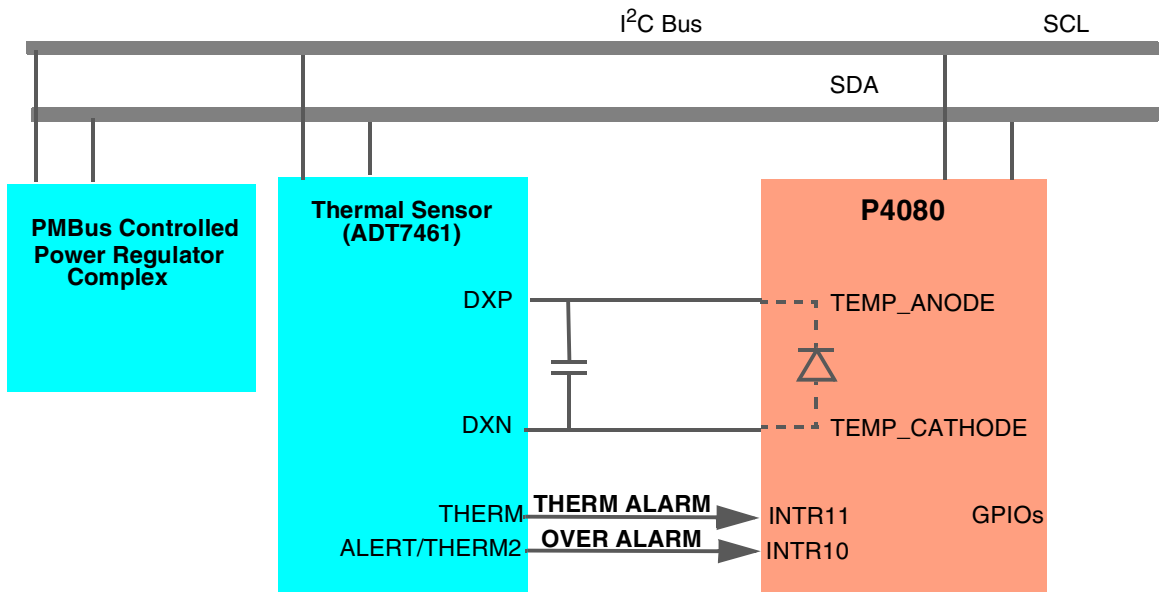 I²C Bus
SCL
SDA
PMBus Controlled
Power Regulator
Complex
Thermal Sensor
(ADT7461)
P4080
DXP
TEMP_ANODE
DXN
TEMP_CATHODE
THERM
THERM ALARM
INTR11
GPIOs
ALERT/THERM2
OVER ALARM
INTR10